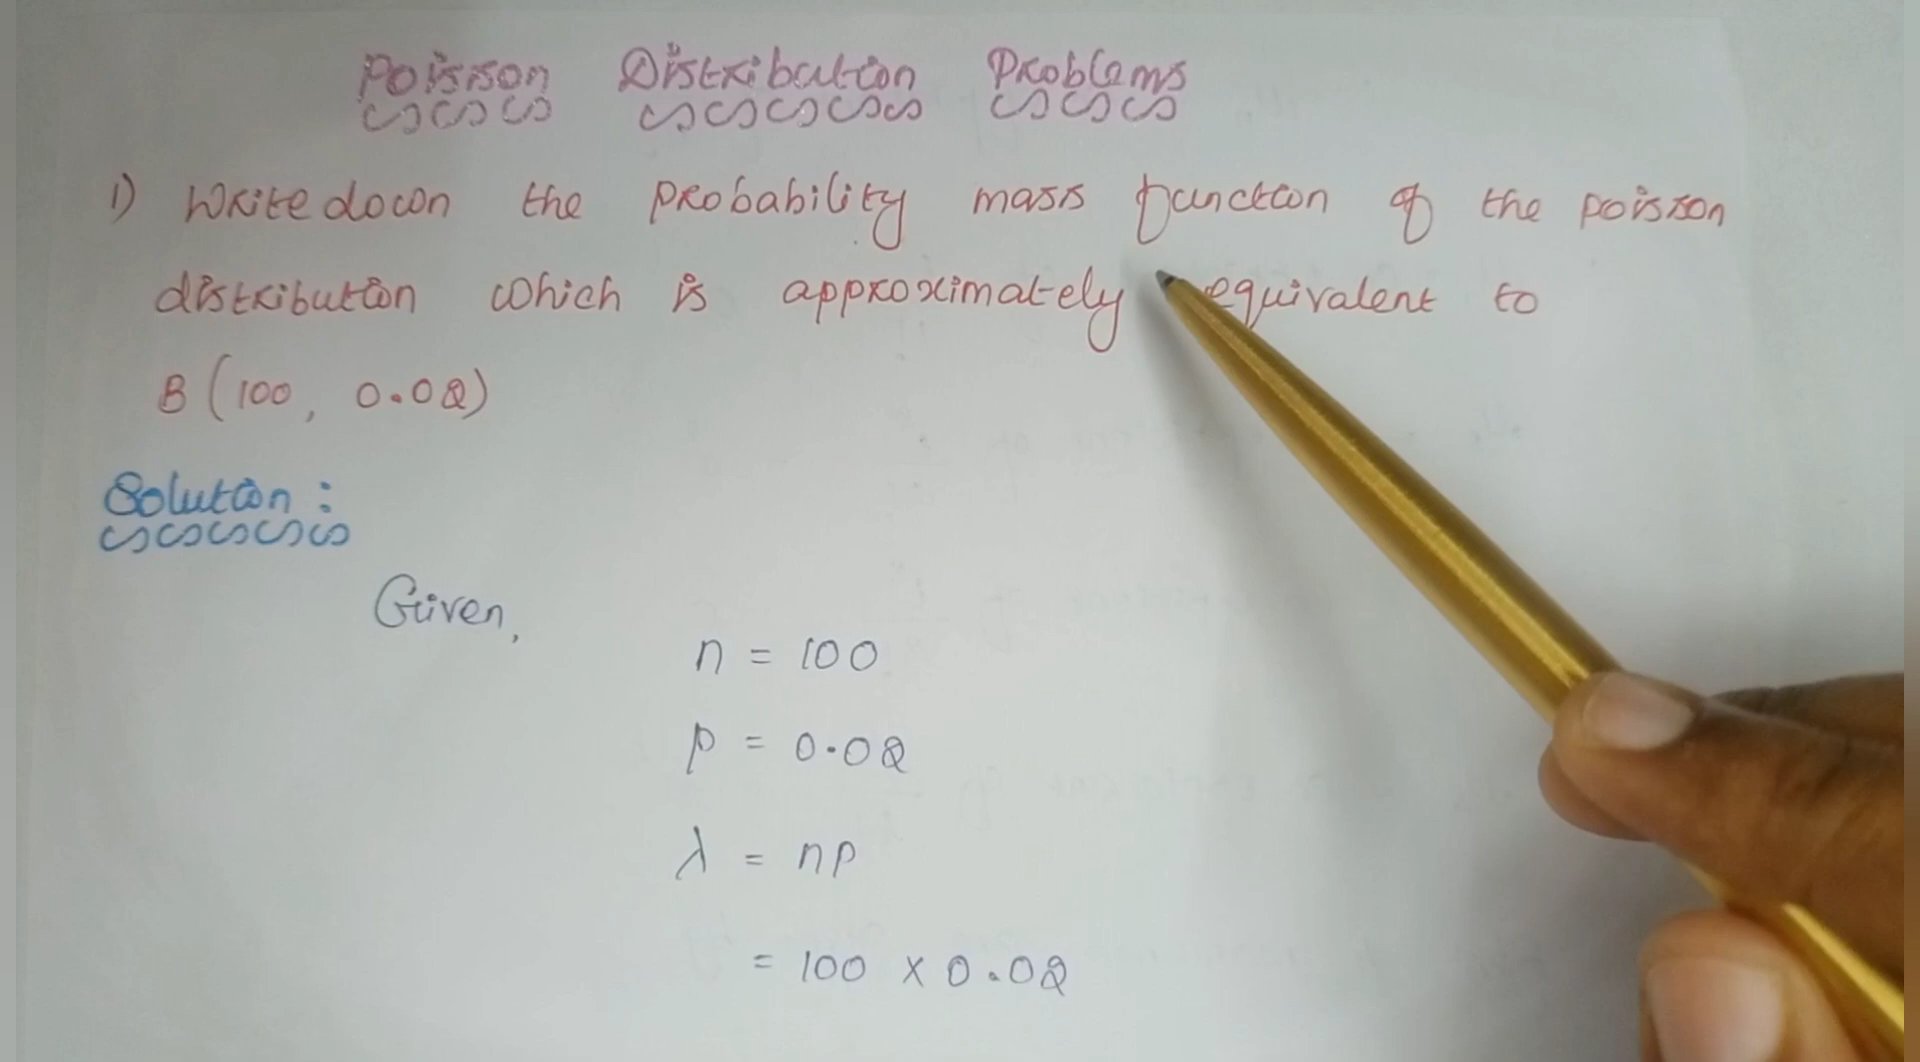 Poisson Distribution Problems
1) Write down the probability mass function of the poisson
distribution which is approximately equivalent to
B (100, 0.02)
Solution :
Given,
n = 100
p = 0.02
λ = np
= 100 x 0.02